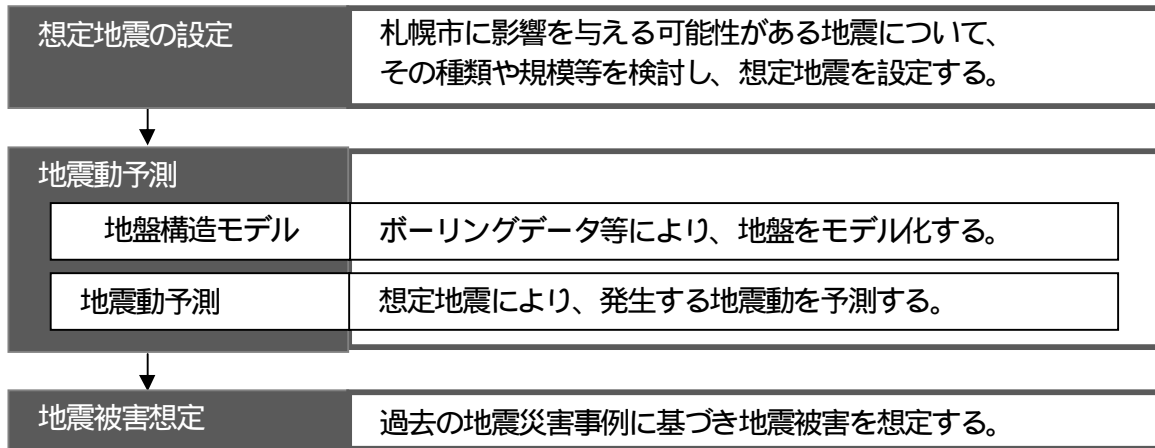 想定地震の設定
札幌市に影響を与える可能性がある地震について、
その種類や規模等を検討し、想定地震を設定する。
地震動予測
地盤構造モデル
ボーリングデータ等により、地盤をモデル化する。
地震動予測
想定地震により、発生する地震動を予測する。
地震被害想定
過去の地震災害事例に基づき地震被害を想定する。